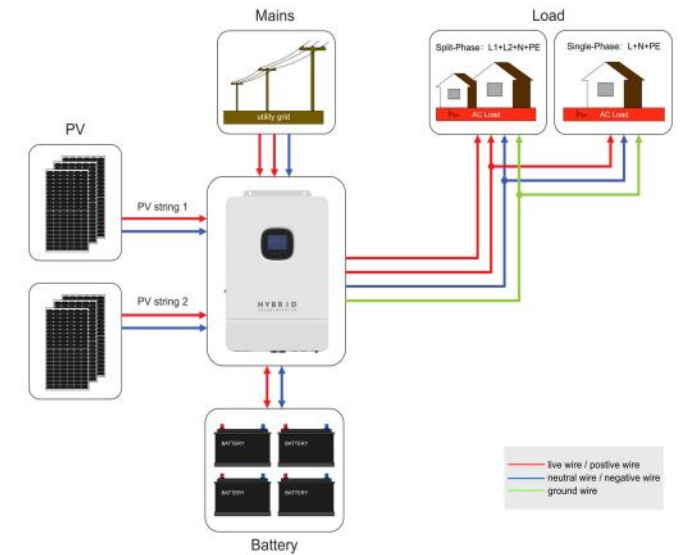 Mains
utility grid
Load
Split-Phase: L1+L2+N+PE
AC Load
Single-Phase: L+N+PE
AC Load
PV
PV string 1
PV string 2
HYBRID
SOLAR INVERTER
BATTERY
BATTERY
BATTERY
BATTERY
Battery
live wire / postive wire
neutral wire / negative wire
ground wire